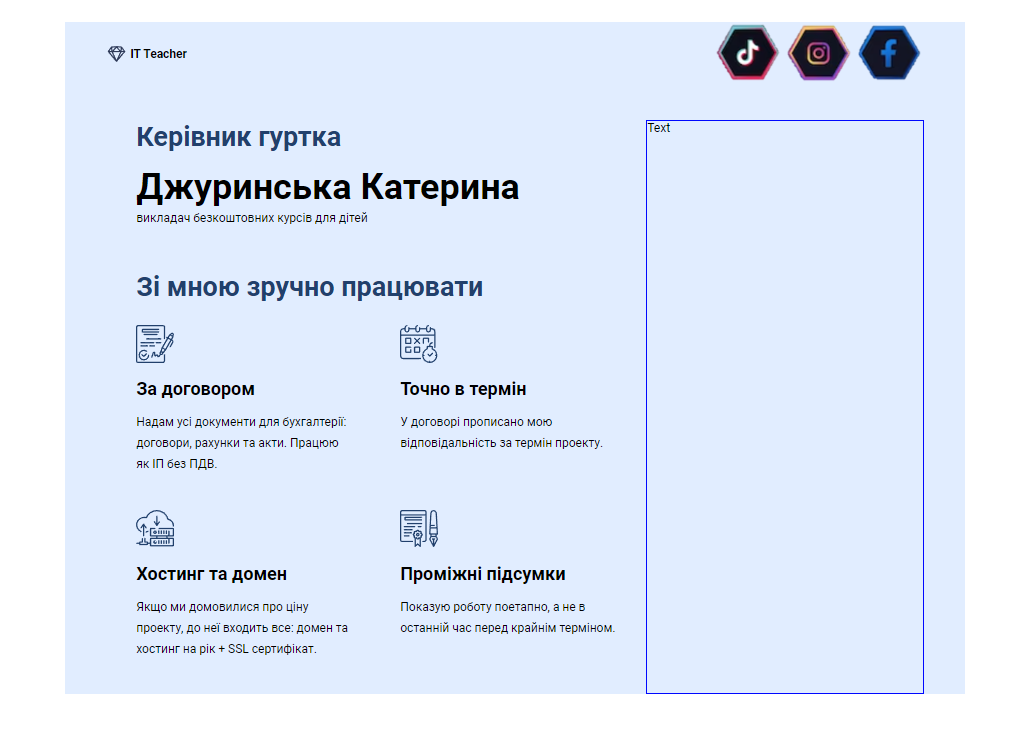 IT Teacher
Керівник гуртка
Джуринська Катерина
викладач безкоштовних курсів для дітей
Text
Зі мною зручно працювати
За договором
Надам усі документи для бухгалтерії:
договори, рахунки та акти. Працюю
як ІП без ПДВ.
Точно в термін
У договорі прописано мою
відповідальність за термін проекту.
Хостинг та домен
Якщо ми домовилися про ціну
проекту, до неї входить все: домен та
хостинг на рік + SSL сертифікат.
Проміжні підсумки
Показую роботу поетапно, а не в
останній час перед крайнім терміном.